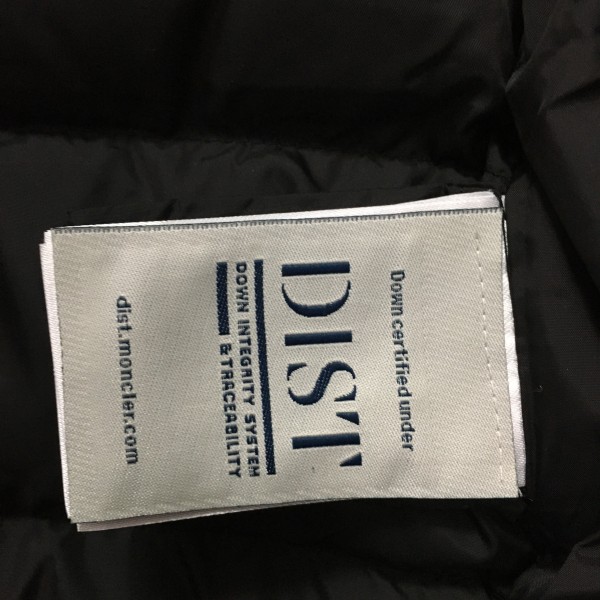 Down certified under
DIST
DOWN INTEGRITY SYSTEM
& TRACEABILITY
dist.moncler.com